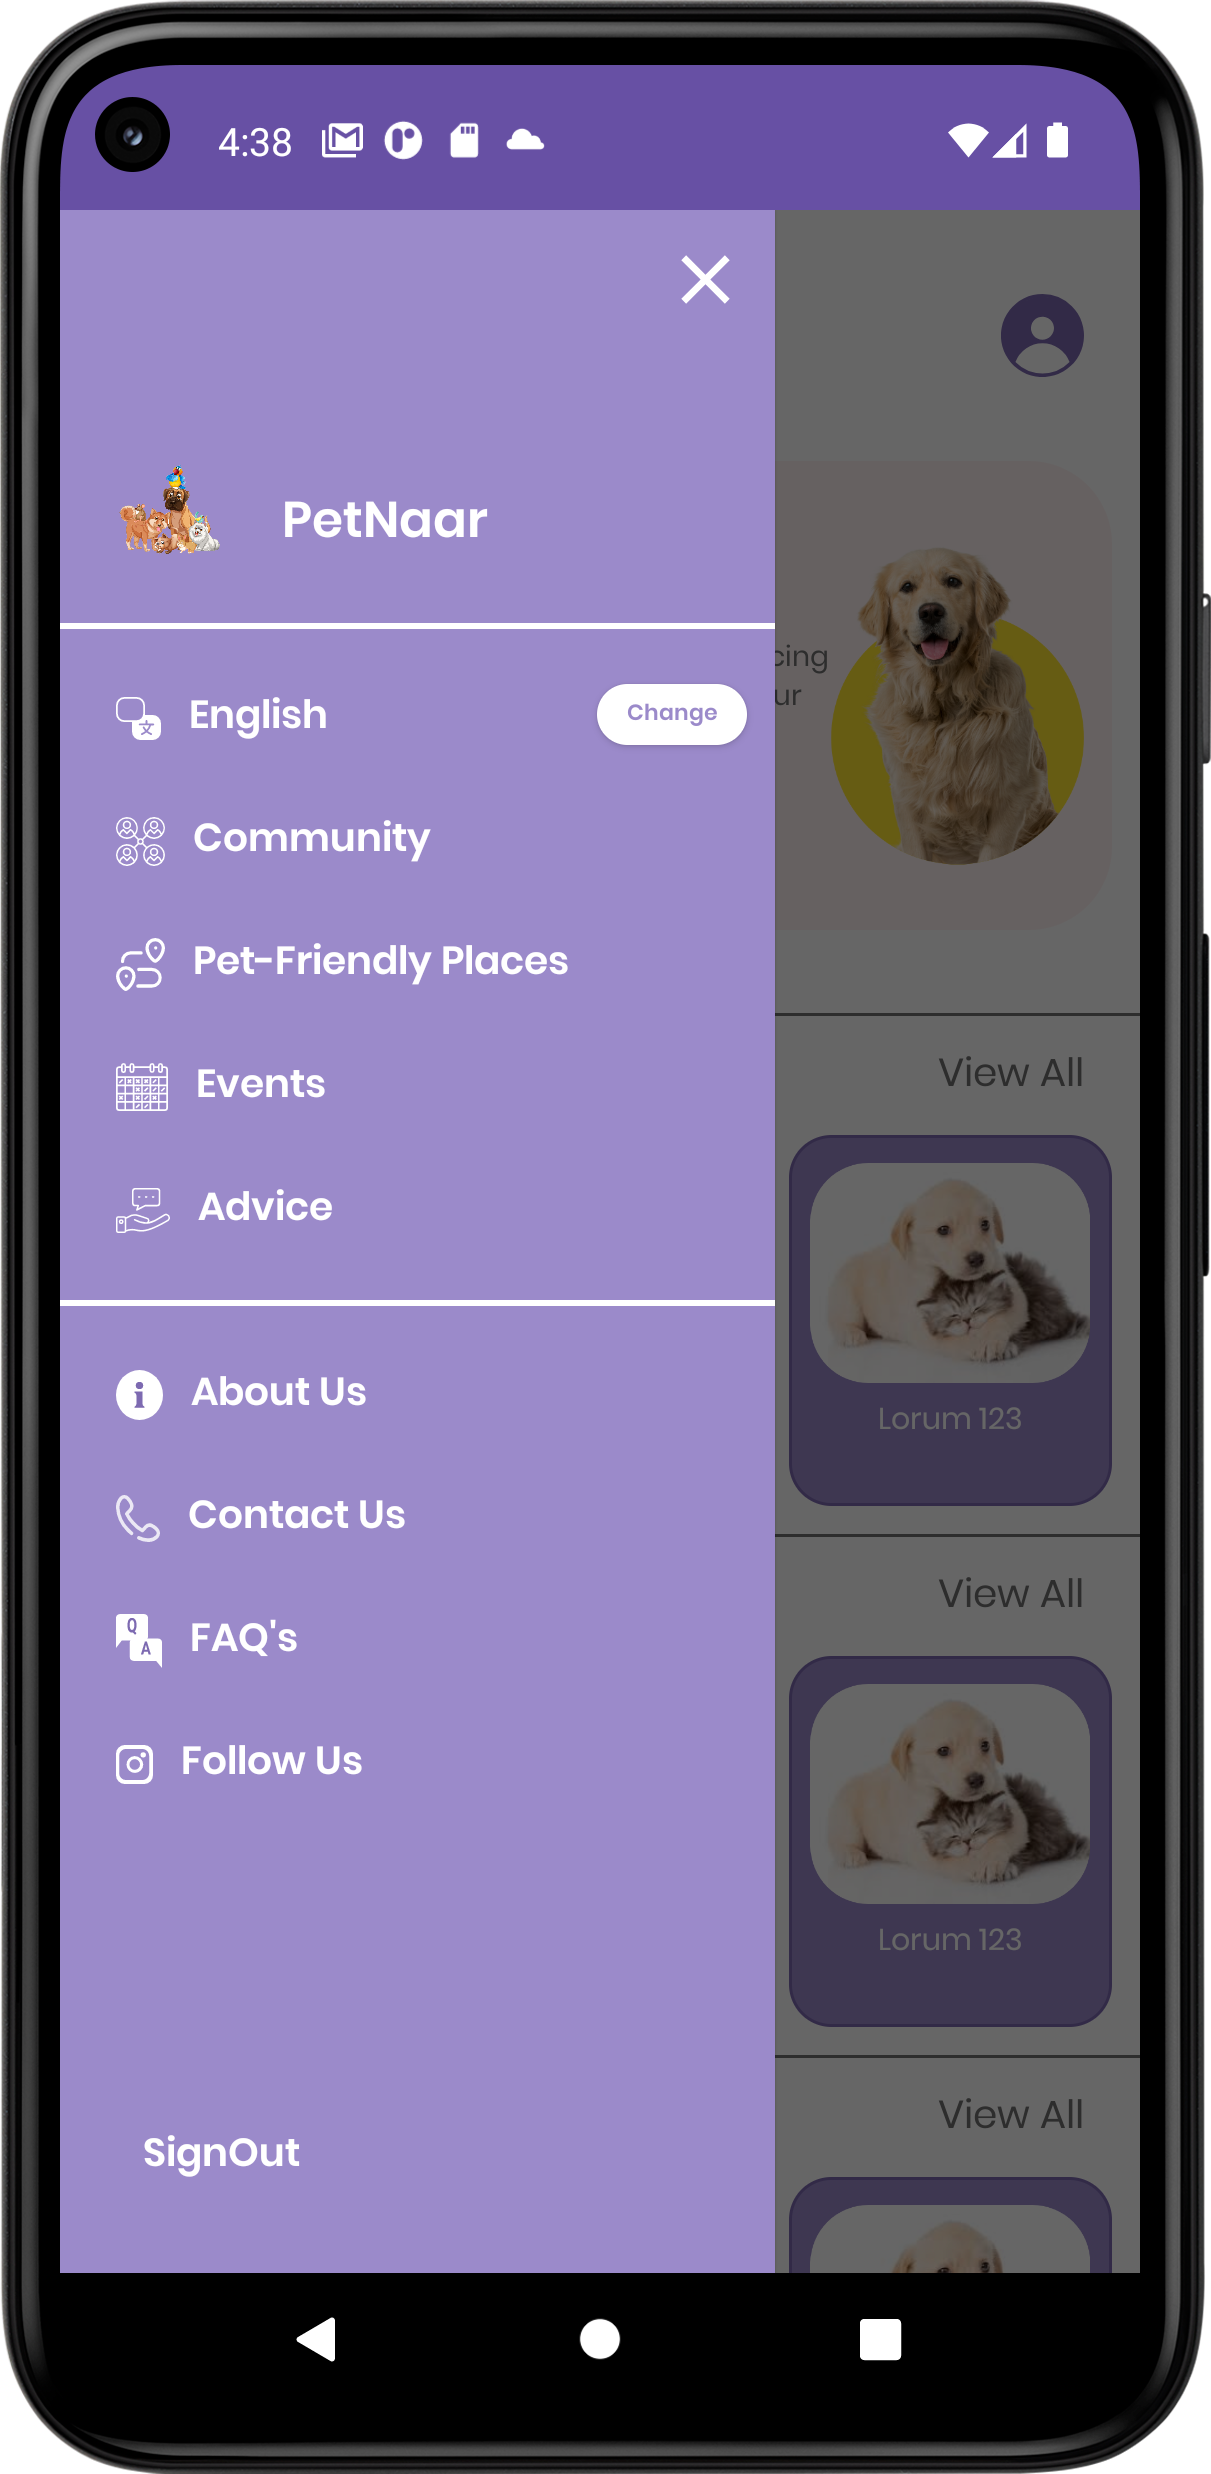 4:38
PetNaar
English
Change
Community
Pet-Friendly Places
Events
Advice
About Us
Contact Us
Q
A
FAQ's
Follow Us
SignOut
cing
ur
View All
Lorum 123
View All
Lorum 123
View All